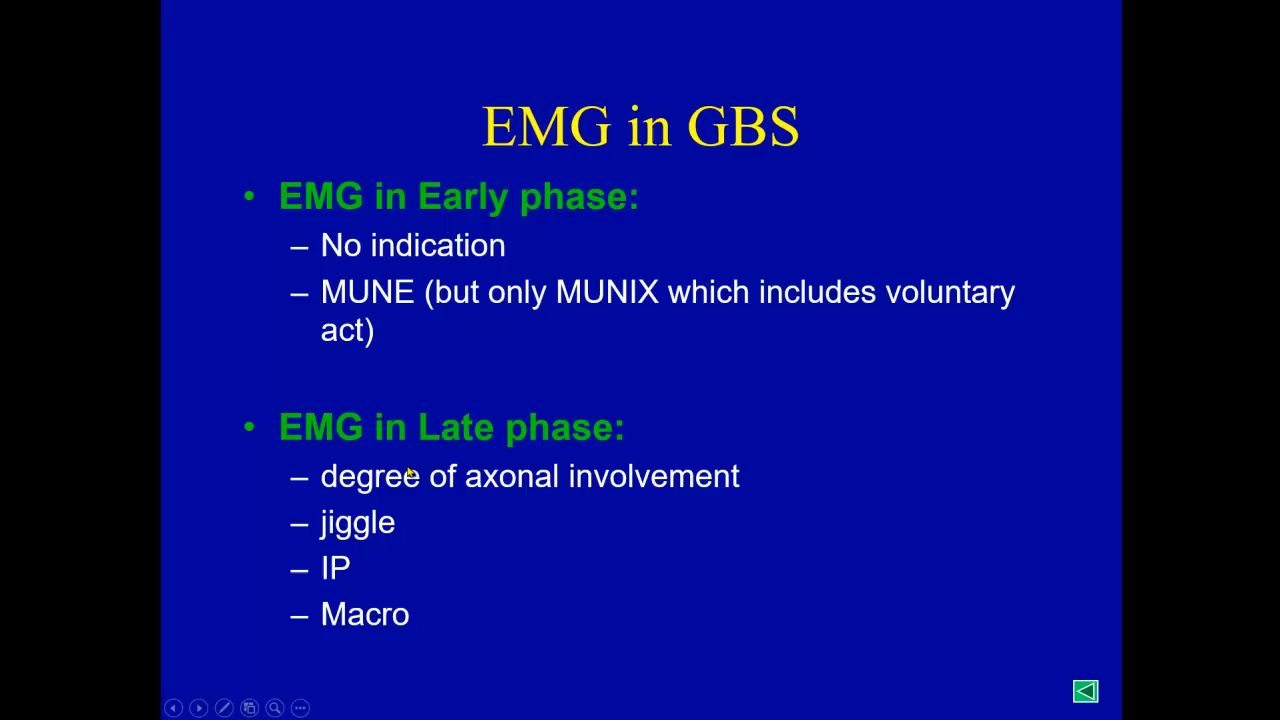 EMG in GBS
• EMG in Early phase:
– No indication
– MUNE (but only MUNIX which includes voluntary
act)
• EMG in Late phase:
– degree of axonal involvement
– jiggle
– IP
– Macro